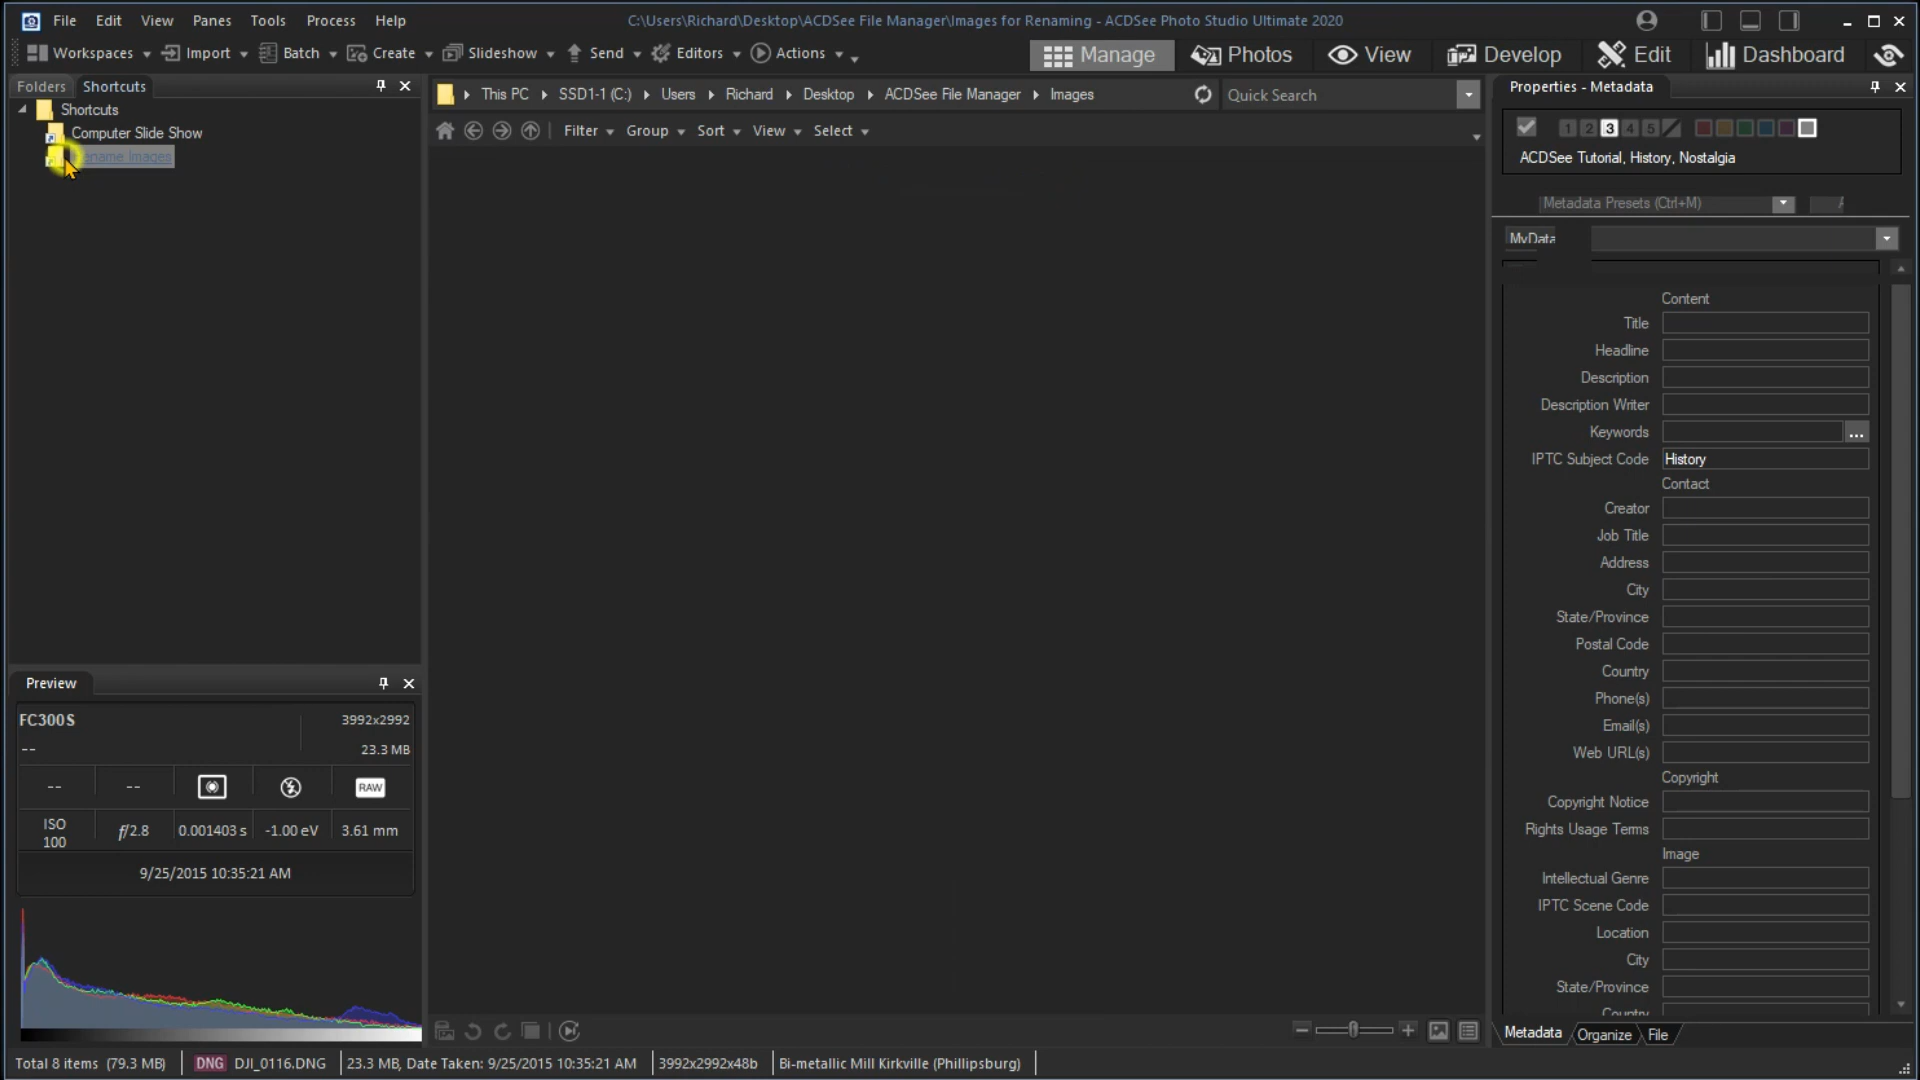 File Edit View Panes Tools Process Help
C:\Users\Richard\Desktop\ACDSee File Manager\Images for Renaming - ACDSee Photo Studio Ultimate 2020
Workspaces Import Batch Create Slideshow Send Editors Actions
Manage Photos View Develop Edit Dashboard
Folders Shortcuts
Shortcuts
Computer Slide Show
Images
This PC SSD1-1 (C:) Users Richard Desktop ACDSee File Manager Images
Quick Search
Filter Group Sort View Select
Properties - Metadata
1 2 3 4 5
ACDSee Tutorial, History, Nostalgia
Metadata Presets (Ctrl+M)
MyData
Content
Title
Headline
Description
Description Writer
Keywords ...
IPTC Subject Code History
Contact
Creator
Job Title
Address
City
State/Province
Postal Code
Country
Phone(s)
Email(s)
Web URL(s)
Copyright
Copyright Notice
Rights Usage Terms
Image
Intellectual Genre
IPTC Scene Code
Location
City
State/Province
Country
Metadata Organize File
Preview
FC300S 3992x2992
-- 23.3 MB
-- -- RAW
ISO 100 f/2.8 0.001403 s -1.00 eV 3.61 mm
9/25/2015 10:35:21 AM
Total 8 items (79.3 MB) DNG DJI_0116.DNG 23.3 MB, Date Taken: 9/25/2015 10:35:21 AM 3992x2992x48b Bi-metallic Mill Kirkville (Phillipsburg)